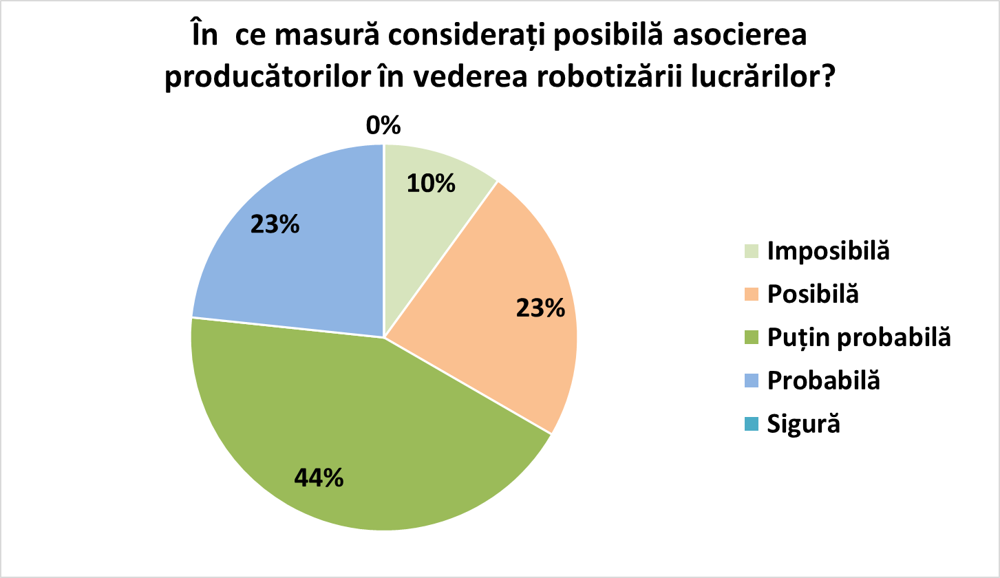 În  ce masură considerați posibilă asocierea
producătorilor în vederea robotizării lucrărilor?
0%
10%
23%
23%
44%
Imposibilă
Posibilă
Puțin probabilă
Probabilă
Sigură